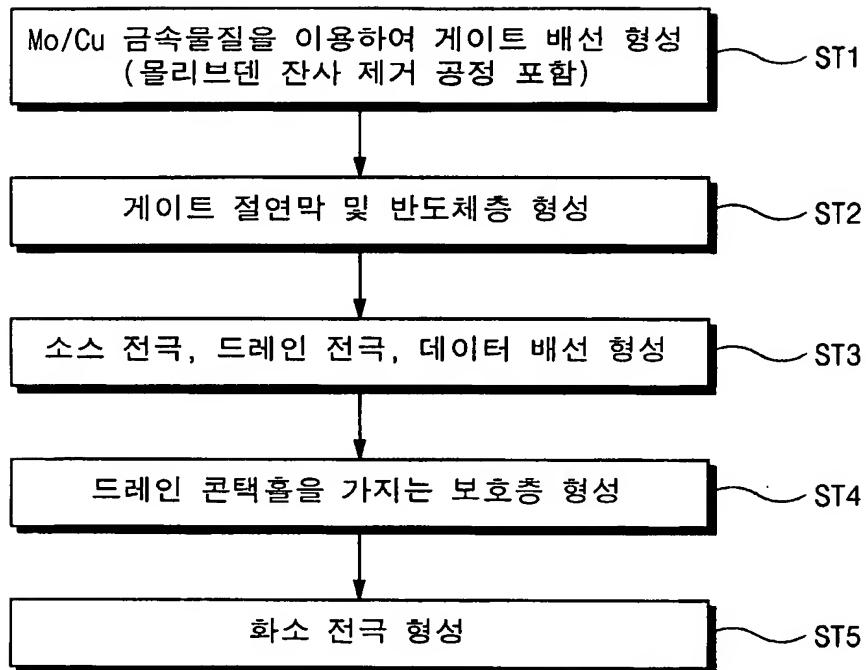 Mo/Cu 금속물질을 이용하여 게이트 배선 형성
(몰리브덴 잔사 제거 공정 포함)
ST1
게이트 절연막 및 반도체층 형성
ST2
소스 전극, 드레인 전극, 데이터 배선 형성
ST3
드레인 콘택홀을 가지는 보호층 형성
ST4
화소 전극 형성
ST5